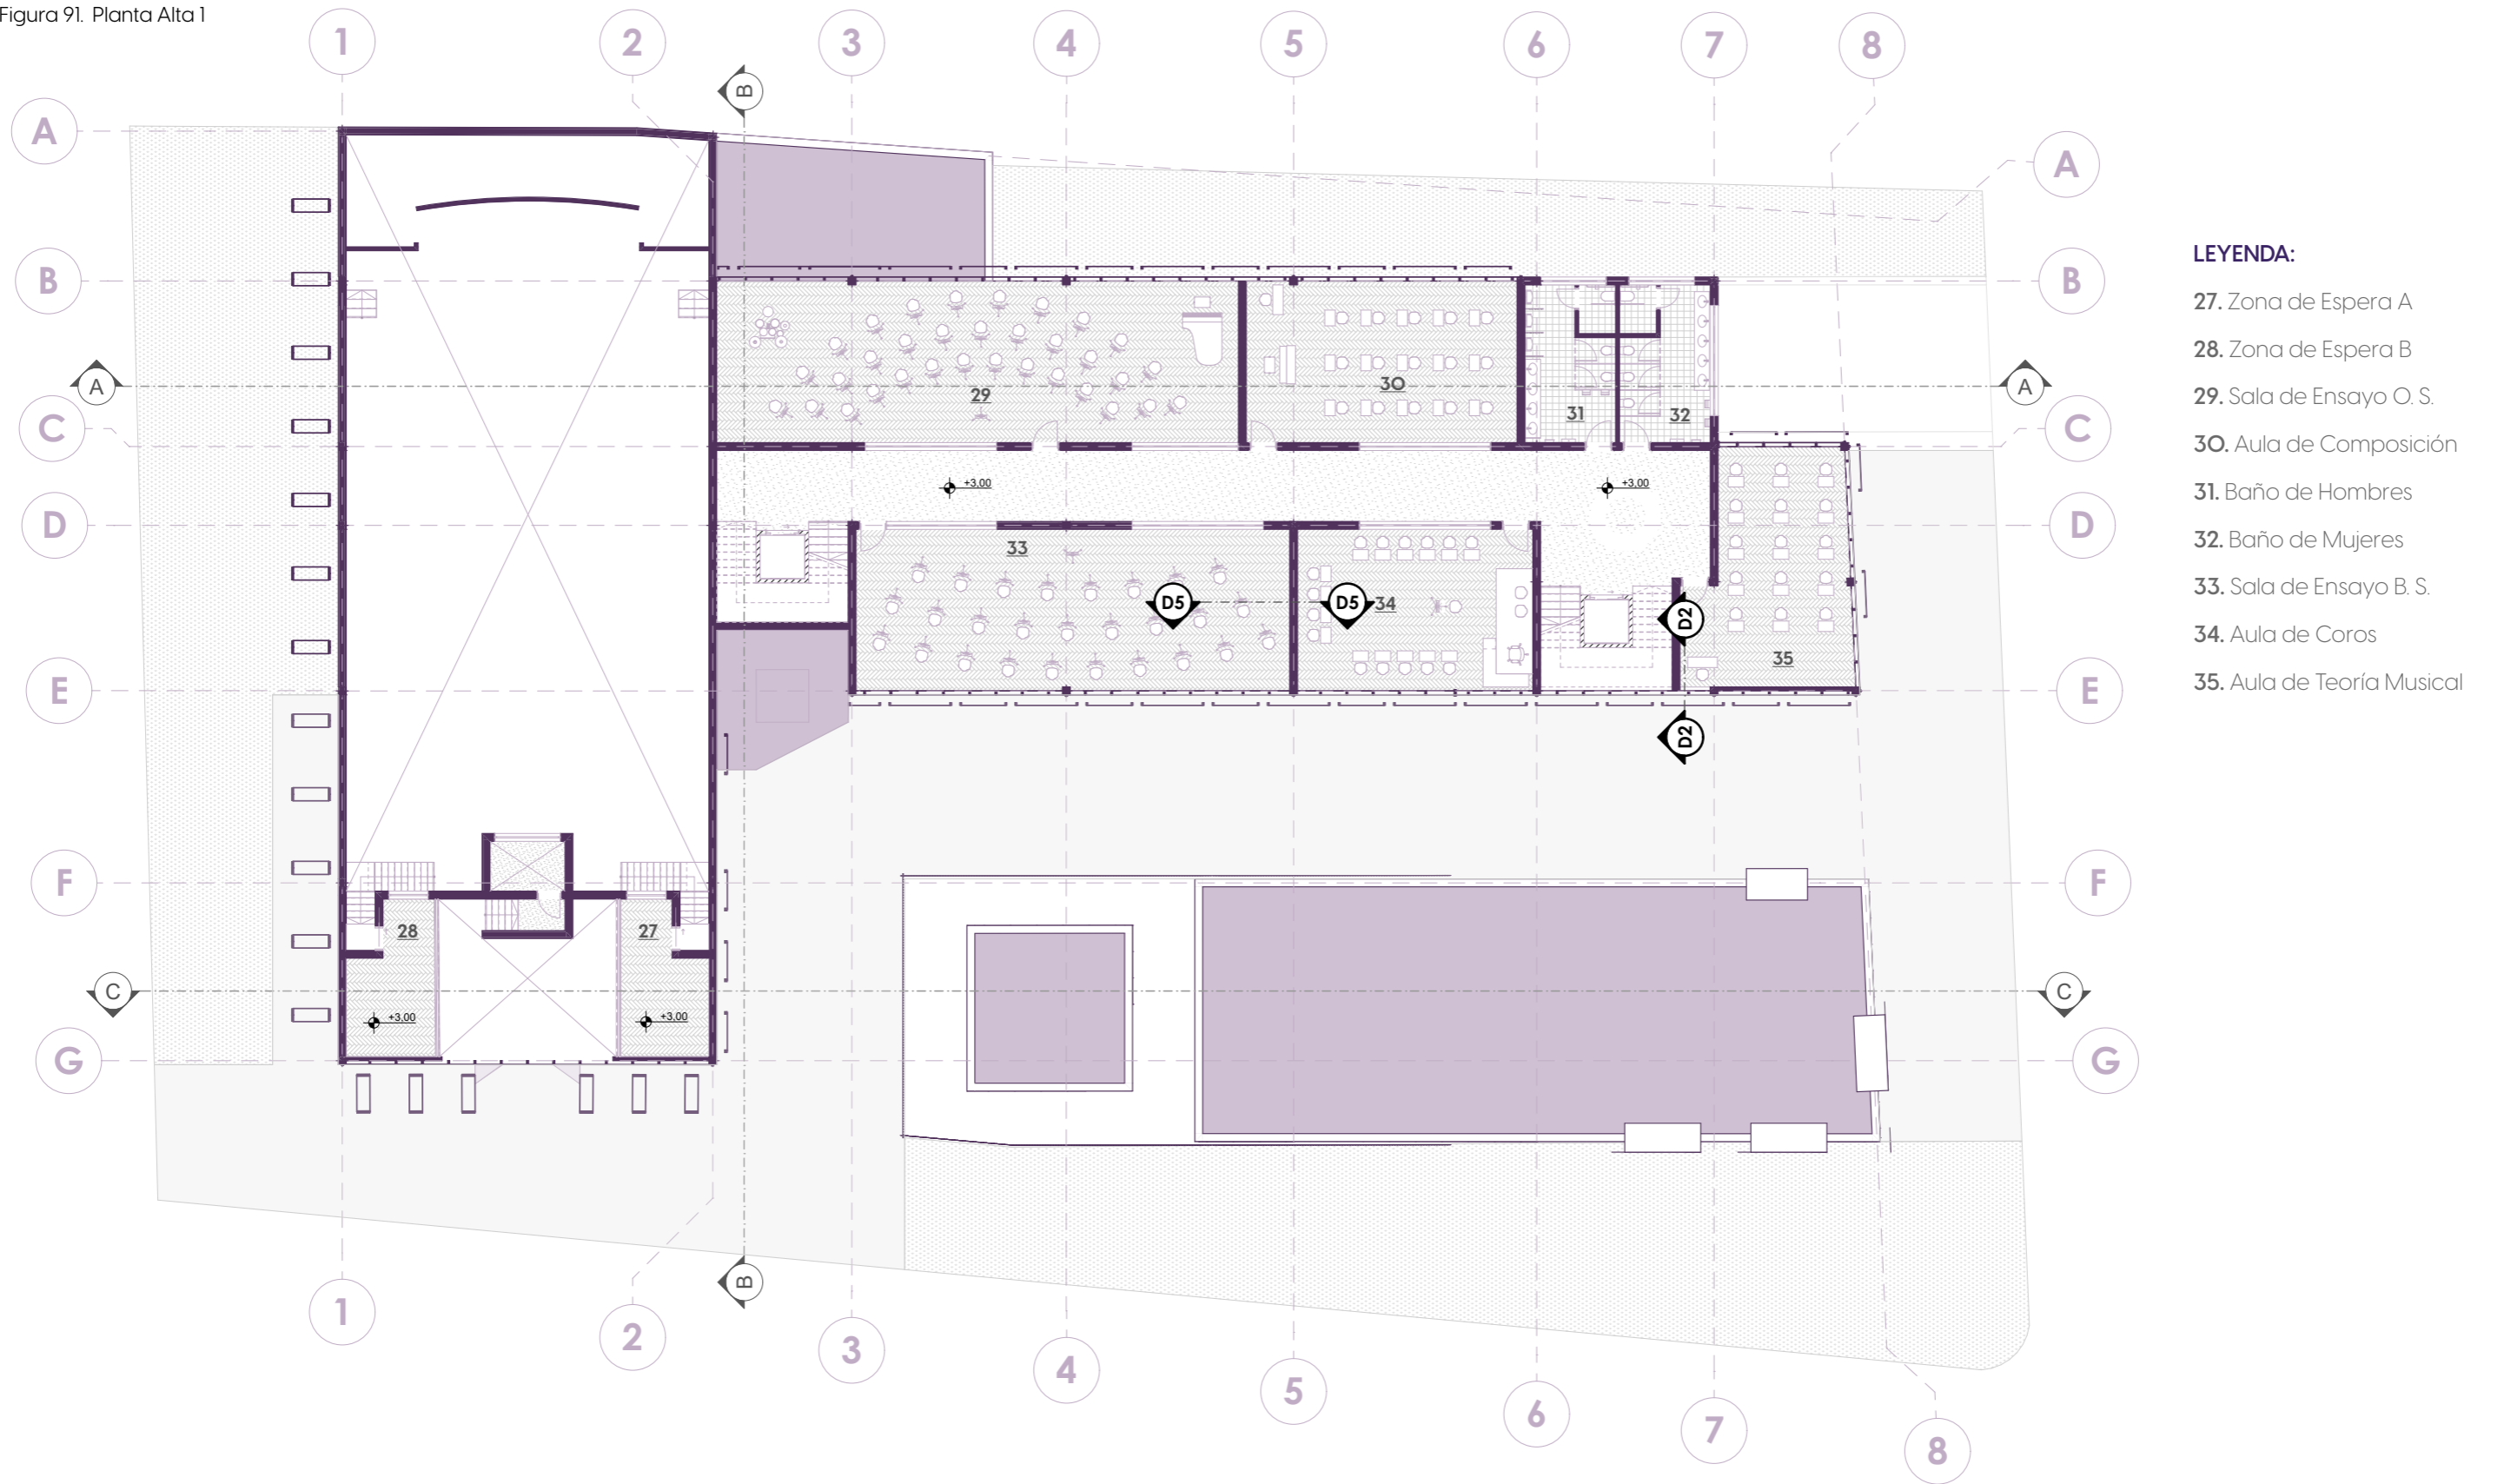 Figura 91. Planta Alta 1
1 2 3 4 5 6 7 8
B
A A
B B
LEYENDA:
27. Zona de Espera A
28. Zona de Espera B
29. Sala de Ensayo O. S.
30. Aula de Composición
31. Baño de Hombres
32. Baño de Mujeres
33. Sala de Ensayo B. S.
34. Aula de Coros
35. Aula de Teoría Musical
A A
29 30 31 32
C C
+3,00 +3,00
D D
33
D5 D5 34
D2
35
E E
D2
F F
28 27
C C
+3,00 +3,00
G G
B
1 2 3 4 5 6 7 8